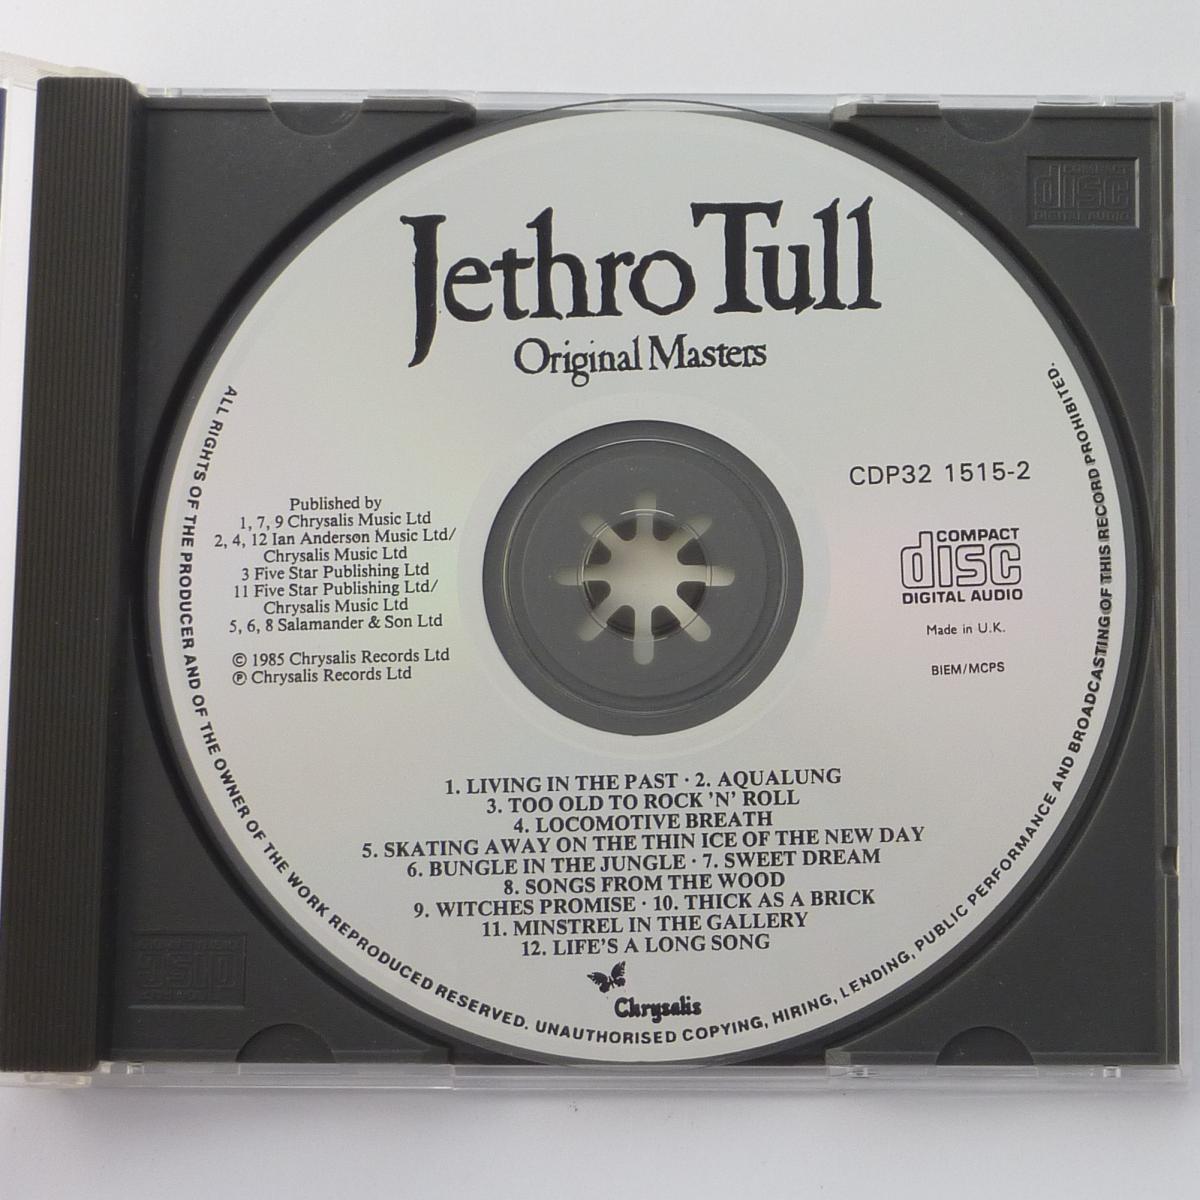 Jethro Tull
Original Masters
COMPACT
disc
DIGITAL AUDIO
CDP32 1515-2
COMPACT
disc
DIGITAL AUDIO
Made in U.K.
BIEM/MCPS
Published by
1, 7, 9 Chrysalis Music Ltd
2, 4, 12 Ian Anderson Music Ltd/
Chrysalis Music Ltd
3 Five Star Publishing Ltd
11 Five Star Publishing Ltd/
Chrysalis Music Ltd
5, 6, 8 Salamander & Son Ltd
© 1985 Chrysalis Records Ltd
℗ Chrysalis Records Ltd
1. LIVING IN THE PAST · 2. AQUALUNG
3. TOO OLD TO ROCK 'N' ROLL
4. LOCOMOTIVE BREATH
5. SKATING AWAY ON THE THIN ICE OF THE NEW DAY
6. BUNGLE IN THE JUNGLE · 7. SWEET DREAM
8. SONGS FROM THE WOOD
9. WITCHES PROMISE · 10. THICK AS A BRICK
11. MINSTREL IN THE GALLERY
12. LIFE'S A LONG SONG
Chrysalis
ALL RIGHTS OF THE PRODUCER AND OF THE OWNER OF THE WORK REPRODUCED RESERVED. UNAUTHORISED COPYING, HIRING, LENDING, PUBLIC PERFORMANCE AND BROADCASTING OF THIS RECORD PROHIBITED.